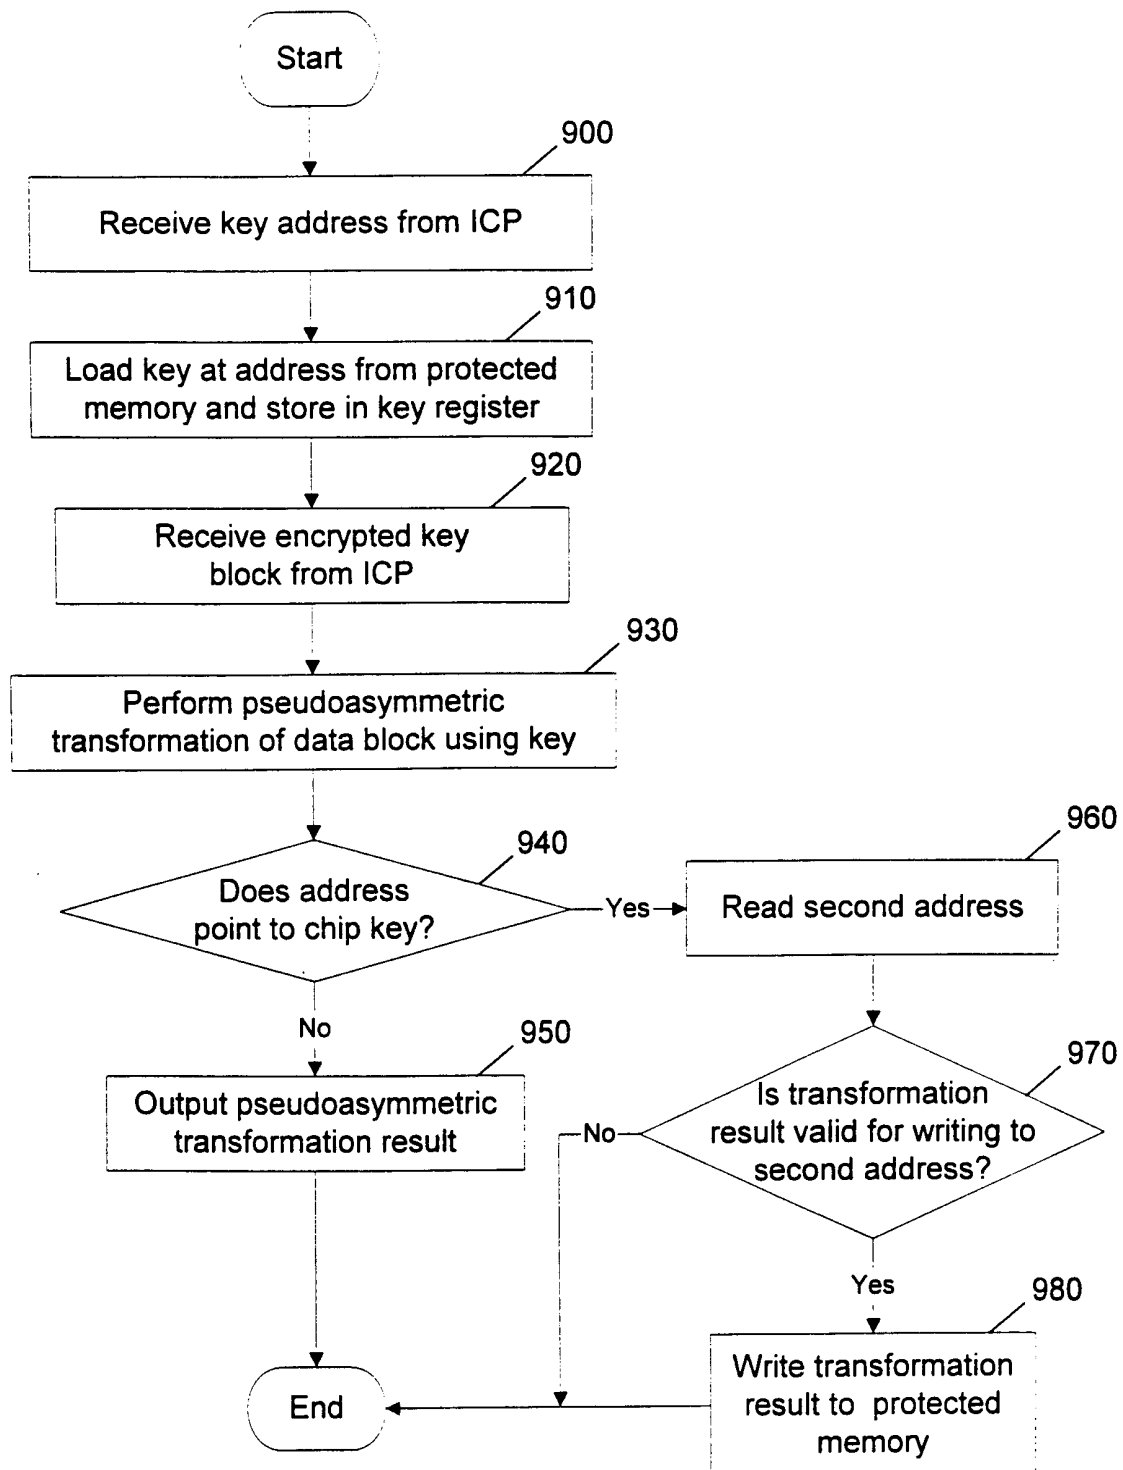 Start
900
Receive key address from ICP
910
Load key at address from protected
memory and store in key register
920
Receive encrypted key
block from ICP
930
Perform pseudoasymmetric
transformation of data block using key
940
Does address
point to chip key?
Yes
960
Read second address
No
950
Output pseudoasymmetric
transformation result
970
Is transformation
result valid for writing to
second address?
No
Yes
980
Write transformation
result to protected
memory
End